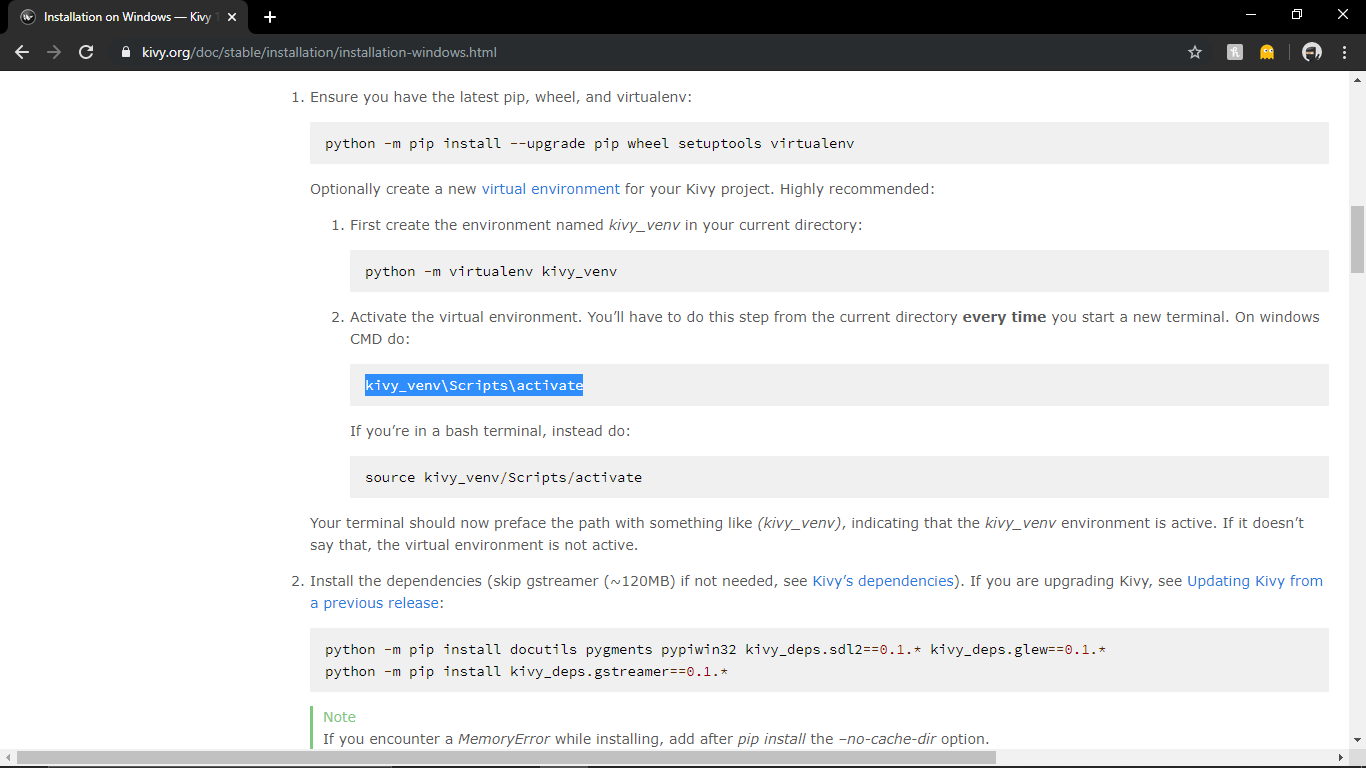 Installation on Windows — Kivy 1
kivy.org/doc/stable/installation/installation-windows.html
1. Ensure you have the latest pip, wheel, and virtualenv:
python -m pip install --upgrade pip wheel setuptools virtualenv
Optionally create a new virtual environment for your Kivy project. Highly recommended:
1. First create the environment named kivy_venv in your current directory:
python -m virtualenv kivy_venv
2. Activate the virtual environment. You’ll have to do this step from the current directory every time you start a new terminal. On windows
CMD do:
kivy_venv\Scripts\activate
If you’re in a bash terminal, instead do:
source kivy_venv/Scripts/activate
Your terminal should now preface the path with something like (kivy_venv), indicating that the kivy_venv environment is active. If it doesn’t
say that, the virtual environment is not active.
2. Install the dependencies (skip gstreamer (~120MB) if not needed, see Kivy’s dependencies). If you are upgrading Kivy, see Updating Kivy from
a previous release:
python -m pip install docutils pygments pypiwin32 kivy_deps.sdl2==0.1.* kivy_deps.glew==0.1.*
python -m pip install kivy_deps.gstreamer==0.1.*
Note
If you encounter a MemoryError while installing, add after pip install the –no-cache-dir option.